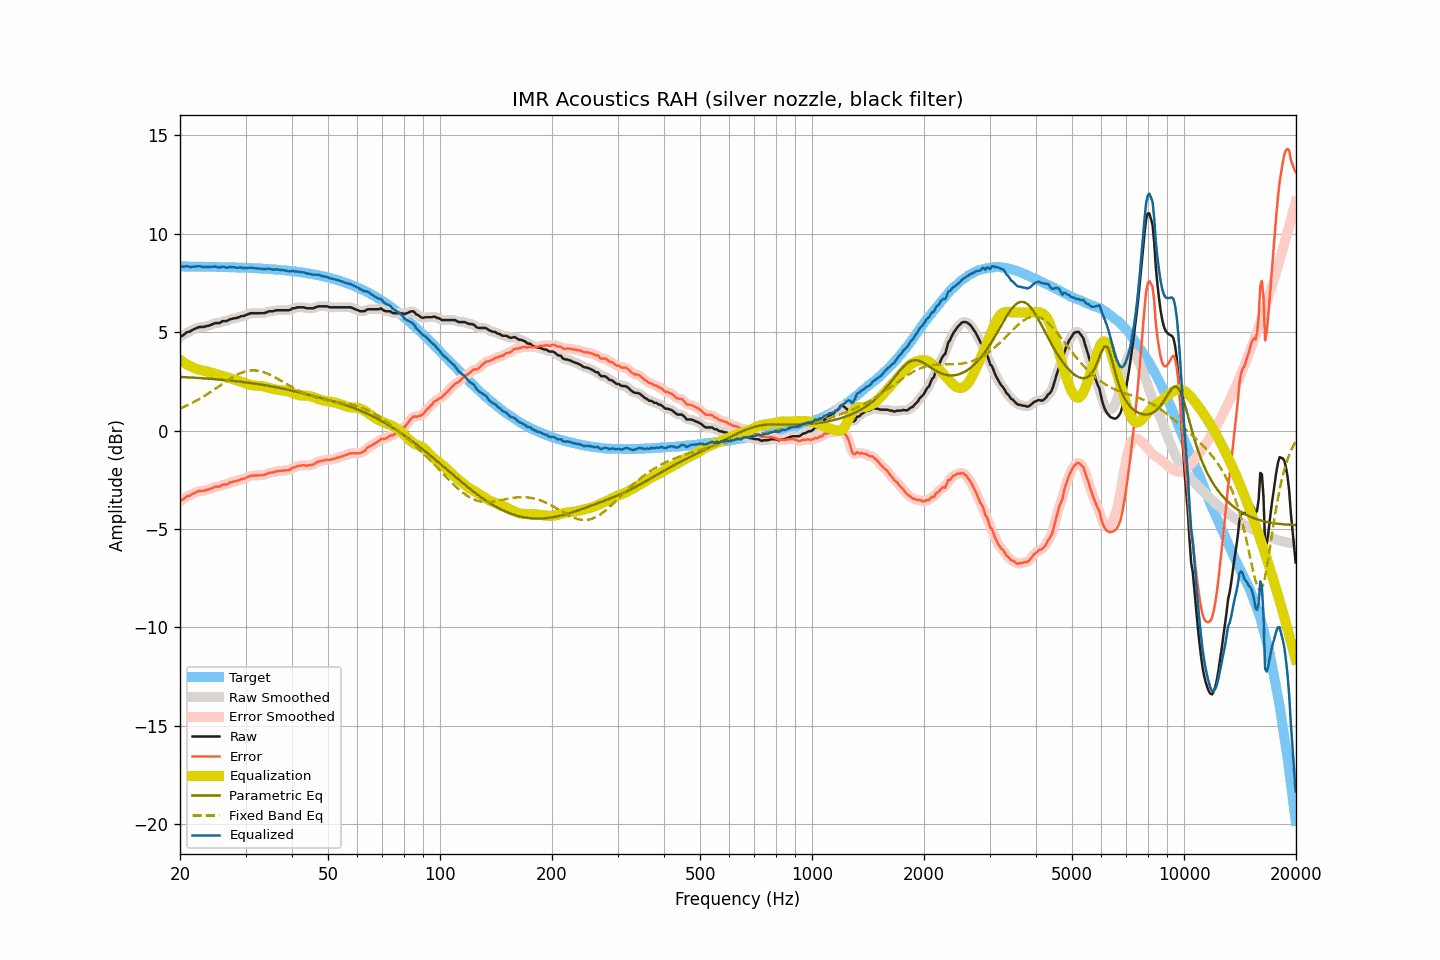 IMR Acoustics RAH (silver nozzle, black filter)
15
10
5
0
−5
−10
−15
−20
Amplitude (dBr)
Target
Raw Smoothed
Error Smoothed
Raw
Error
Equalization
Parametric Eq
Fixed Band Eq
Equalized
20 50 100 200 500 1000 2000 5000 10000 20000
Frequency (Hz)